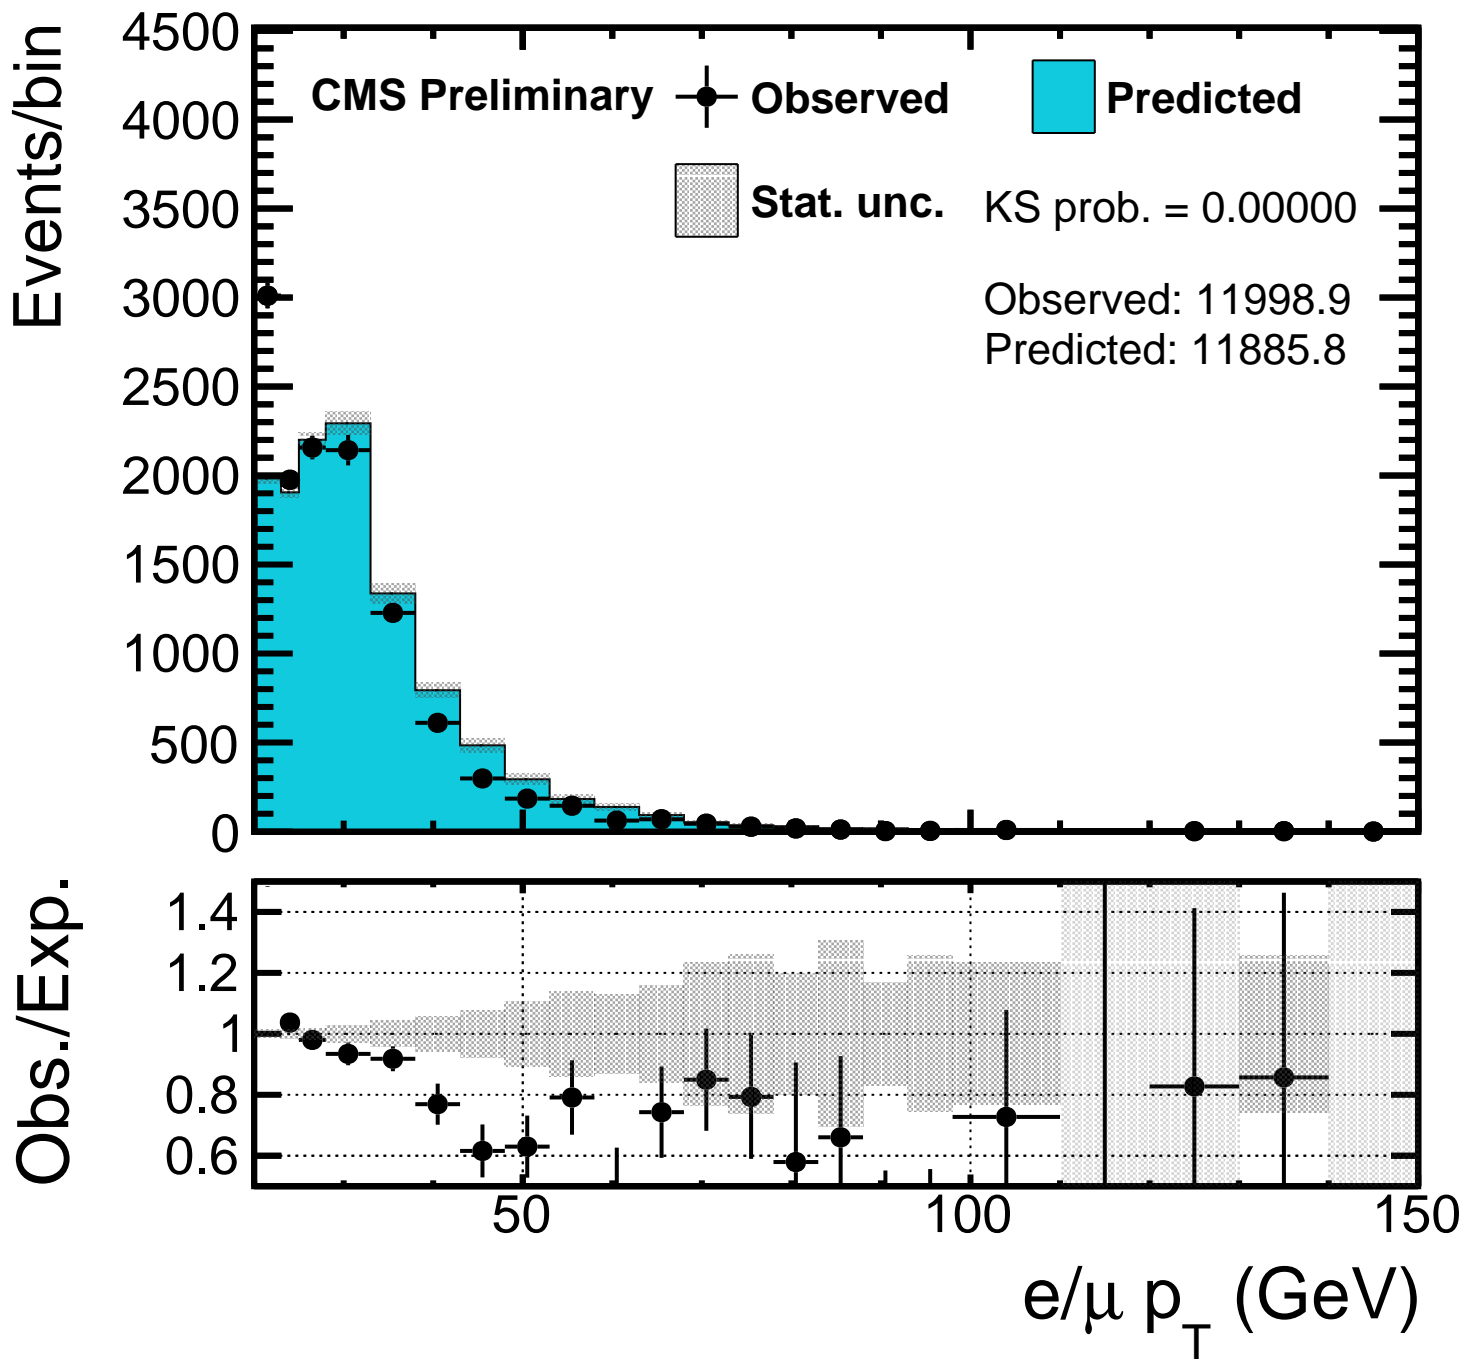 Events/bin
4500
4000
3500
3000
2500
2000
1500
1000
500
0
CMS Preliminary
Observed
Predicted
Stat. unc.
KS prob. = 0.00000
Observed: 11998.9
Predicted: 11885.8
Obs./Exp.
1.4
1.2
1
0.8
0.6
50
100
150
e/μ p_T (GeV)